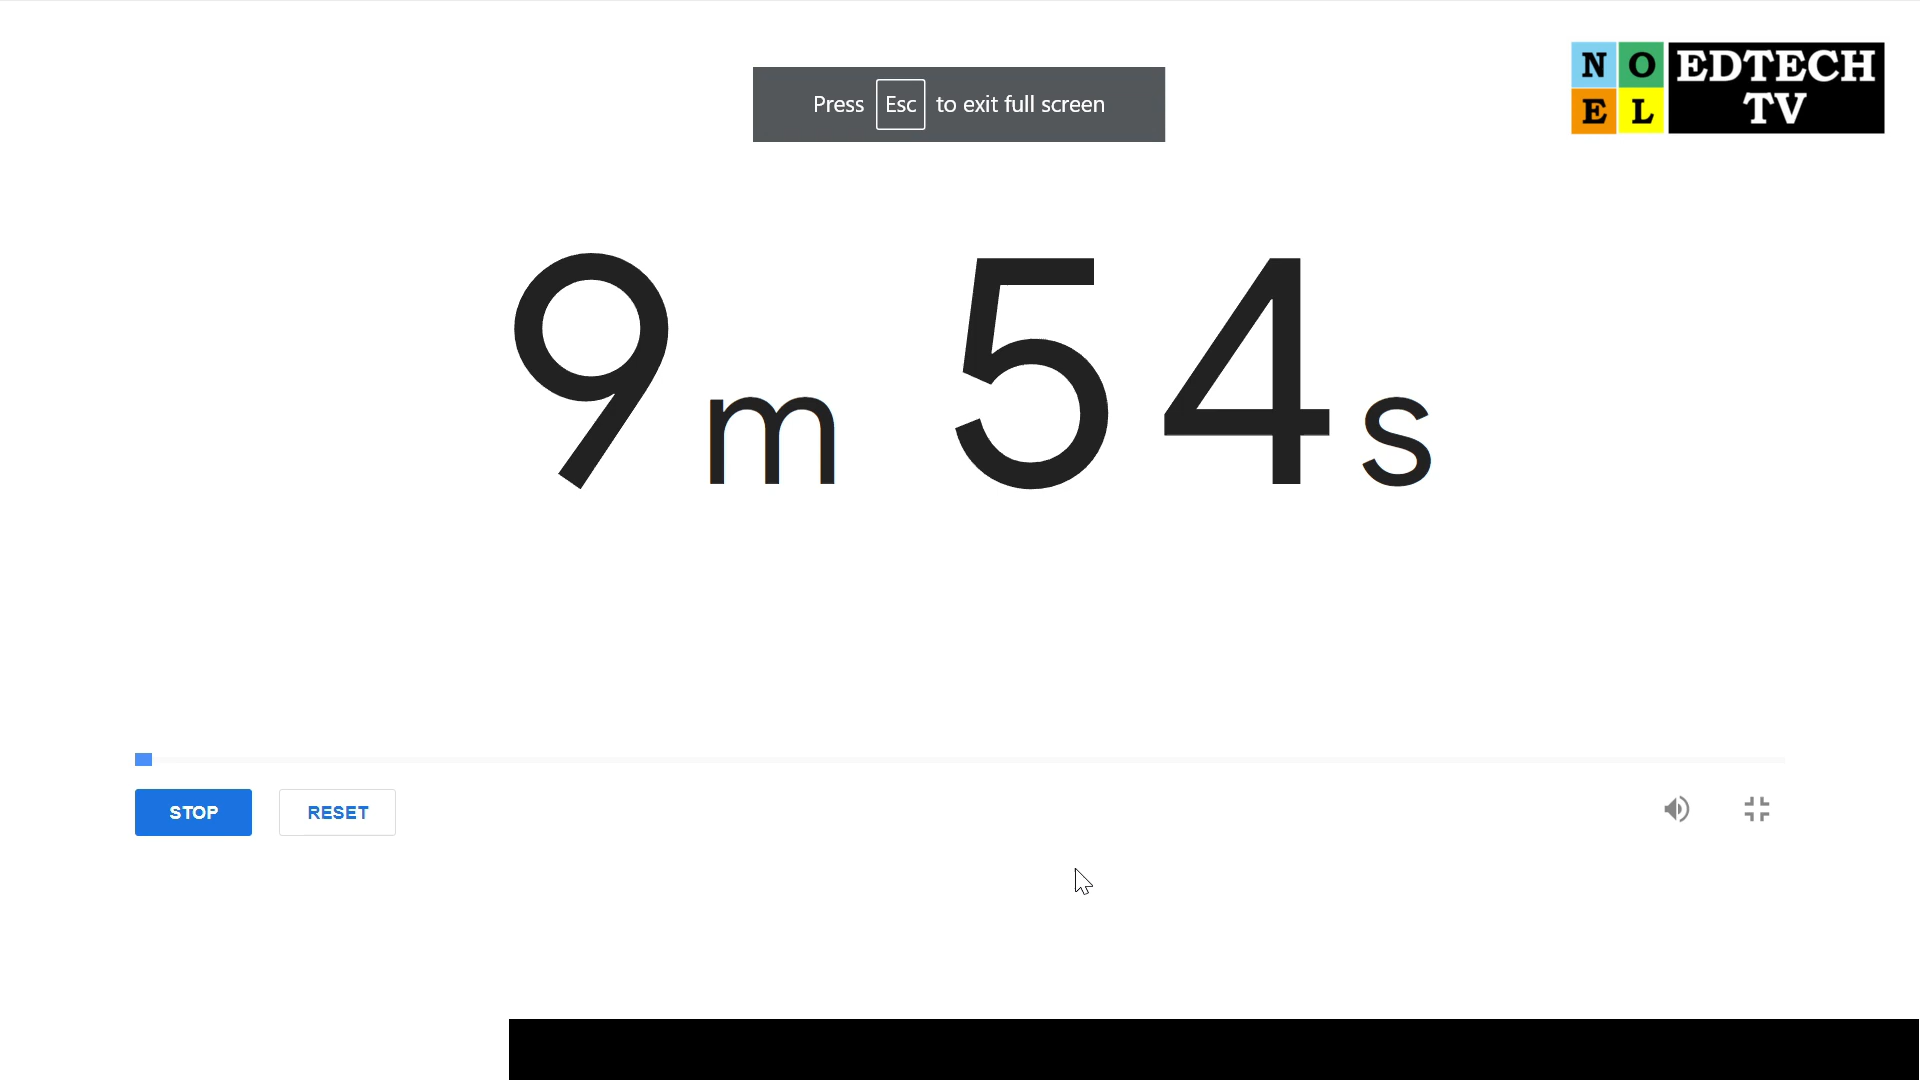 Press Esc to exit full screen
N O
E L
EDTECH
TV
9m 54s
STOP
RESET